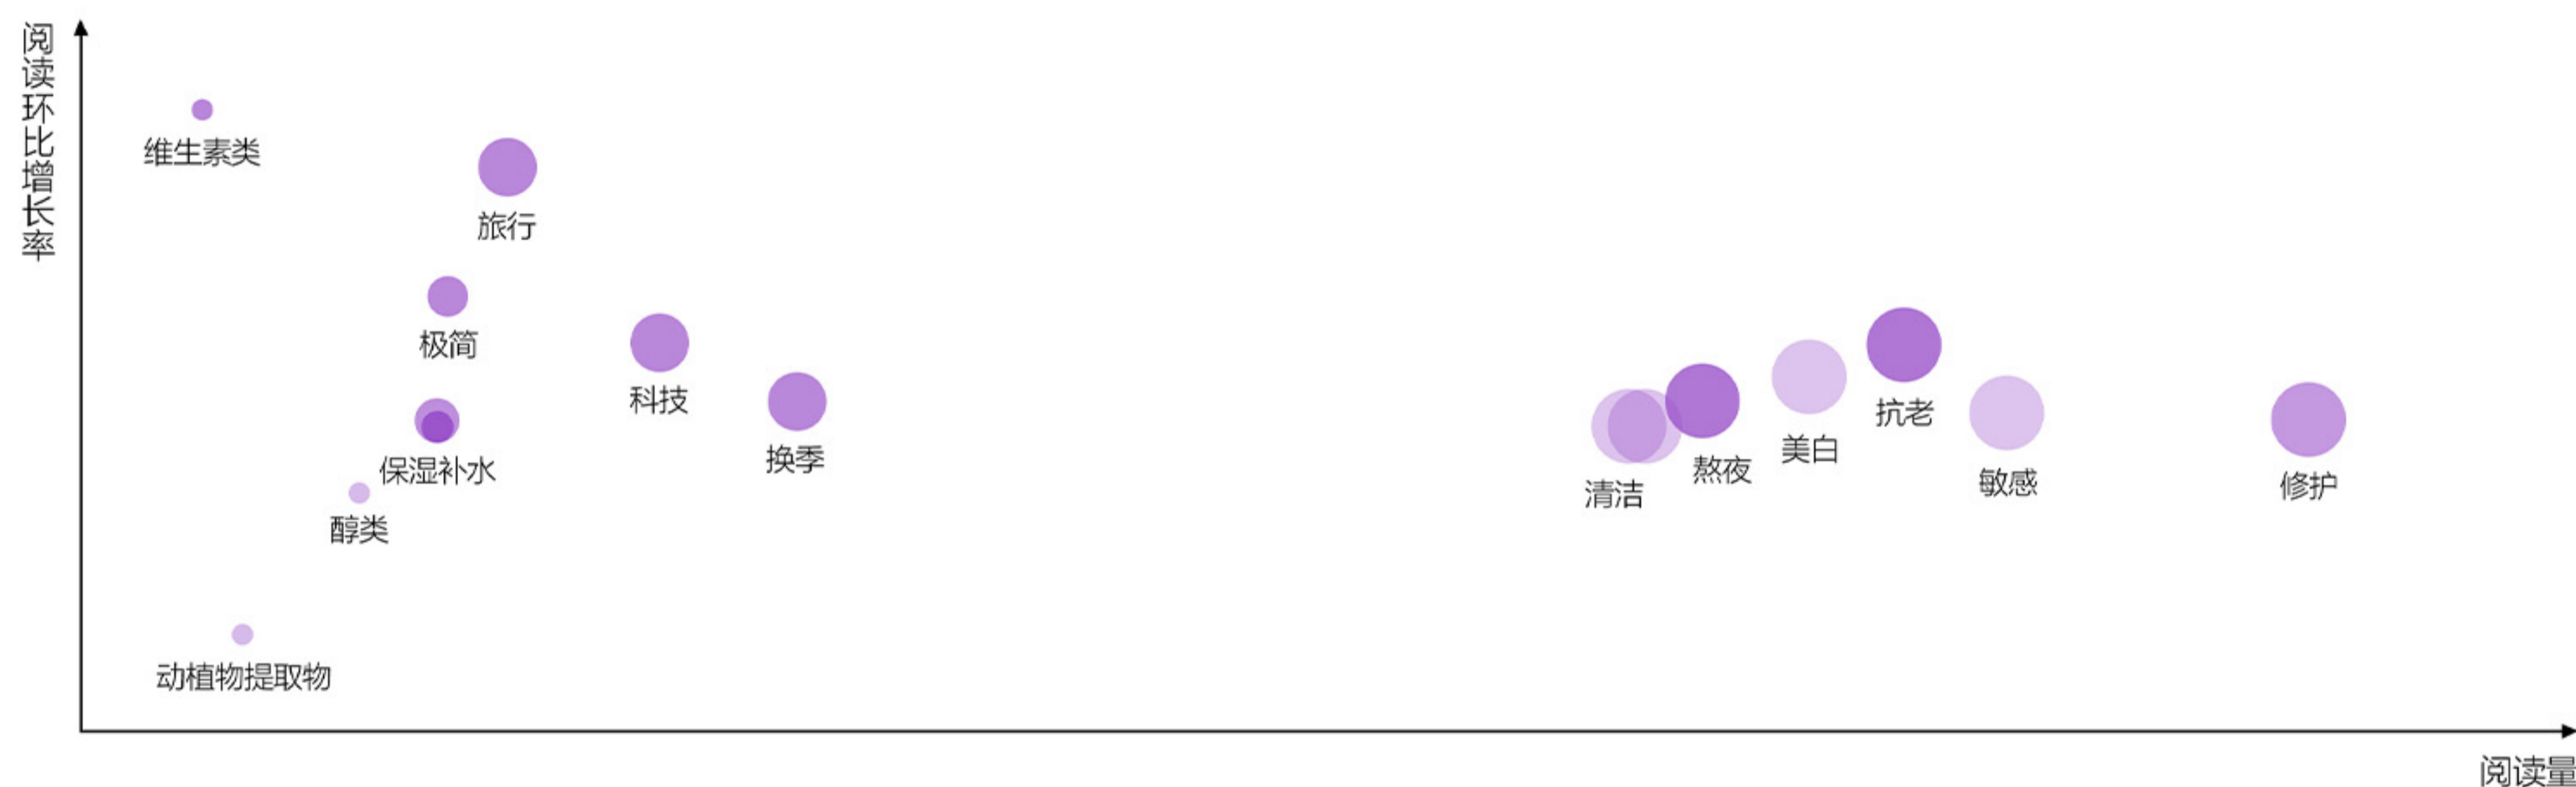 阅读环比增长率
维生素类
旅行
极简
科技
保湿补水
换季
醇类
动植物提取物
清洁
熬夜
美白
抗老
敏感
修护
阅读量